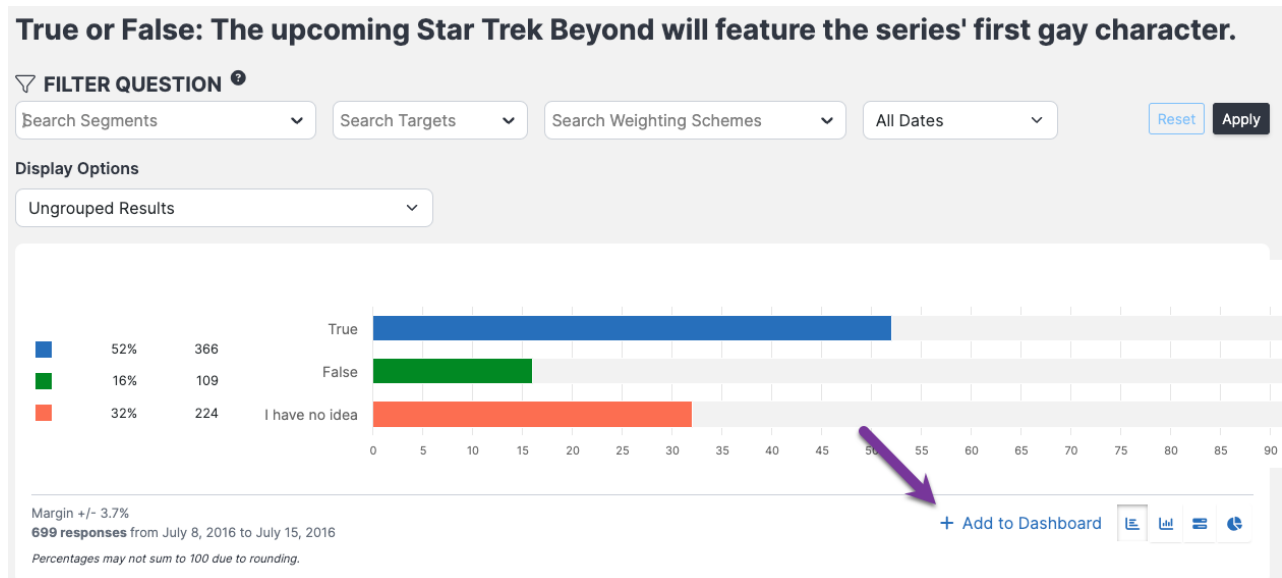 True or False: The upcoming Star Trek Beyond will feature the series' first gay character.
FILTER QUESTION ?
Search Segments Search Targets Search Weighting Schemes All Dates Reset Apply
Display Options
Ungrouped Results
True
52% 366
False
16% 109
32% 224 I have no idea
0 5 10 15 20 25 30 35 40 45 50 55 60 65 70 75 80 85 90
Margin +/- 3.7%
699 responses from July 8, 2016 to July 15, 2016
+ Add to Dashboard
Percentages may not sum to 100 due to rounding.